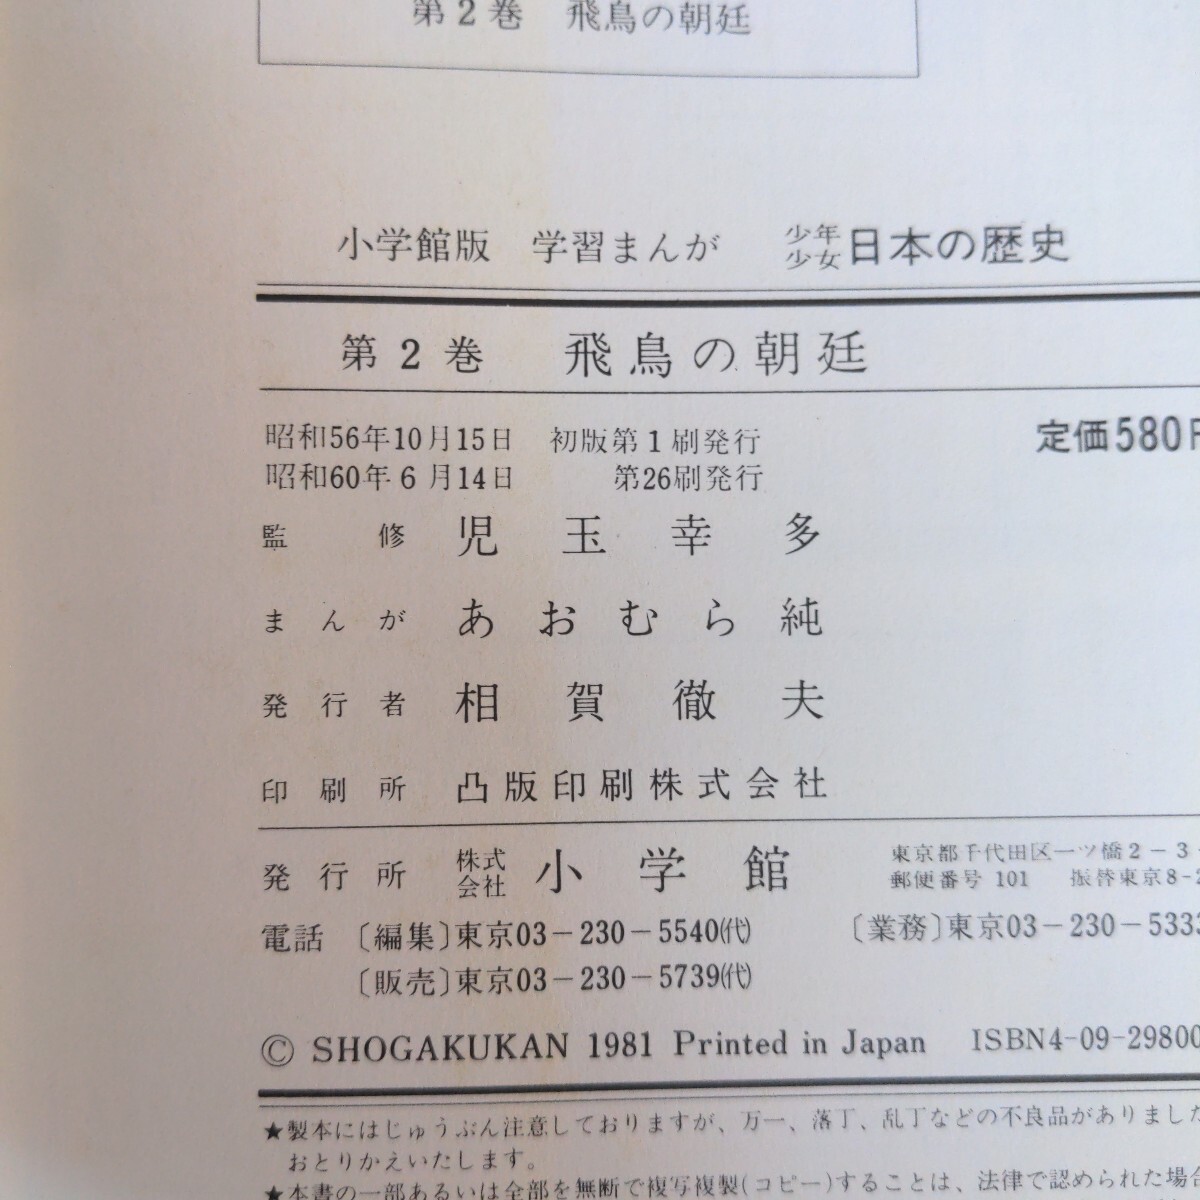 第2巻 飛鳥の朝廷
小学館版 学習まんが 少年少女 日本の歴史
第2巻 飛鳥の朝廷
昭和56年10月15日 初版第1刷発行 定価580円
昭和60年6月14日 第26刷発行
監修 児玉幸多
まんが あおむら純
発行者 相賀徹夫
印刷所 凸版印刷株式会社
発行所 株式会社 小学館 東京都千代田区一ツ橋2-3-
郵便番号 101 振替東京8-2
電話 〔編集〕東京03-230-5540(代) 〔業務〕東京03-230-5333
〔販売〕東京03-230-5739(代)
© SHOGAKUKAN 1981 Printed in Japan ISBN4-09-29800
★製本にはじゅうぶん注意しておりますが、万一、落丁、乱丁などの不良品がありました
おとりかえいたします。
★本書の一部あるいは全部を無断で複写複製(コピー)することは、法律で認められた場合